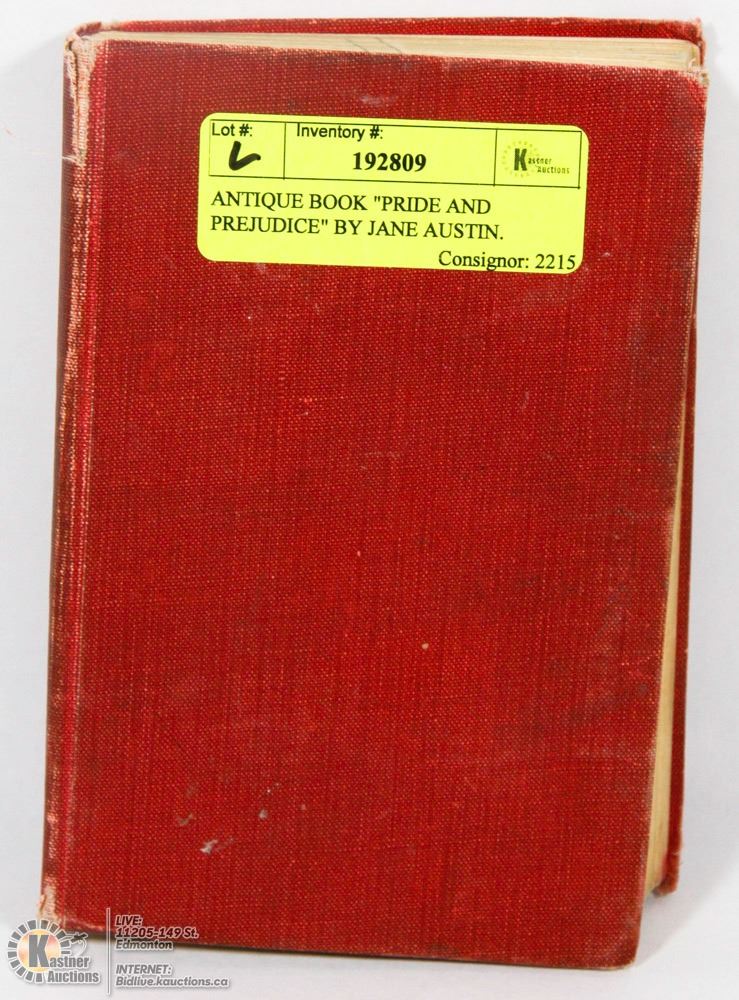 Lot #:
Inventory #:
192809
Kastner
Auctions
ANTIQUE BOOK "PRIDE AND
PREJUDICE" BY JANE AUSTIN.
Consignor: 2215
Kastner
Auctions
LIVE:
11205-149 St.
Edmonton
INTERNET:
Bidlive.kauctions.ca